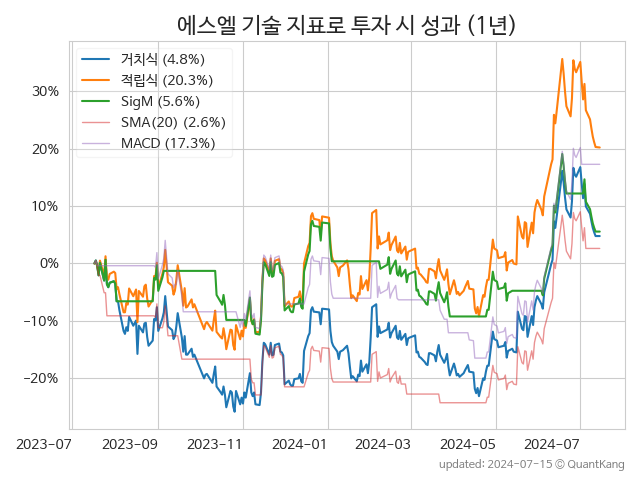 에스엘 기술 지표로 투자 시 성과 (1년)
거치식 (4.8%)
적립식 (20.3%)
SigM (5.6%)
SMA(20) (2.6%)
MACD (17.3%)
30%
20%
10%
0%
−10%
−20%
2023-07 2023-09 2023-11 2024-01 2024-03 2024-05 2024-07
updated: 2024-07-15 © QuantKang